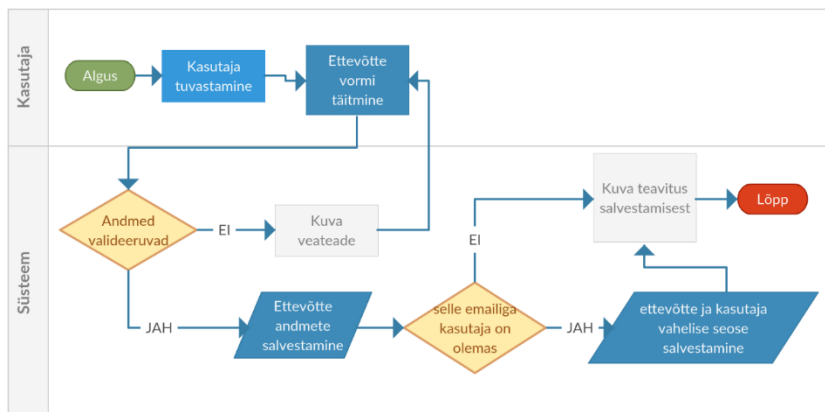 Kasutaja
Algus
Kasutaja
tuvastamine
Ettevõtte
vormi
täitmine
Süsteem
Andmed
valideeruvad
EI
Kuva
veateade
JAH
Ettevõtte
andmete
salvestamine
selle emailiga
kasutaja on
olemas
EI
JAH
ettevõtte ja kasutaja
vahelise seose
salvestamine
Kuva teavitus
salvestamisest
Lõpp